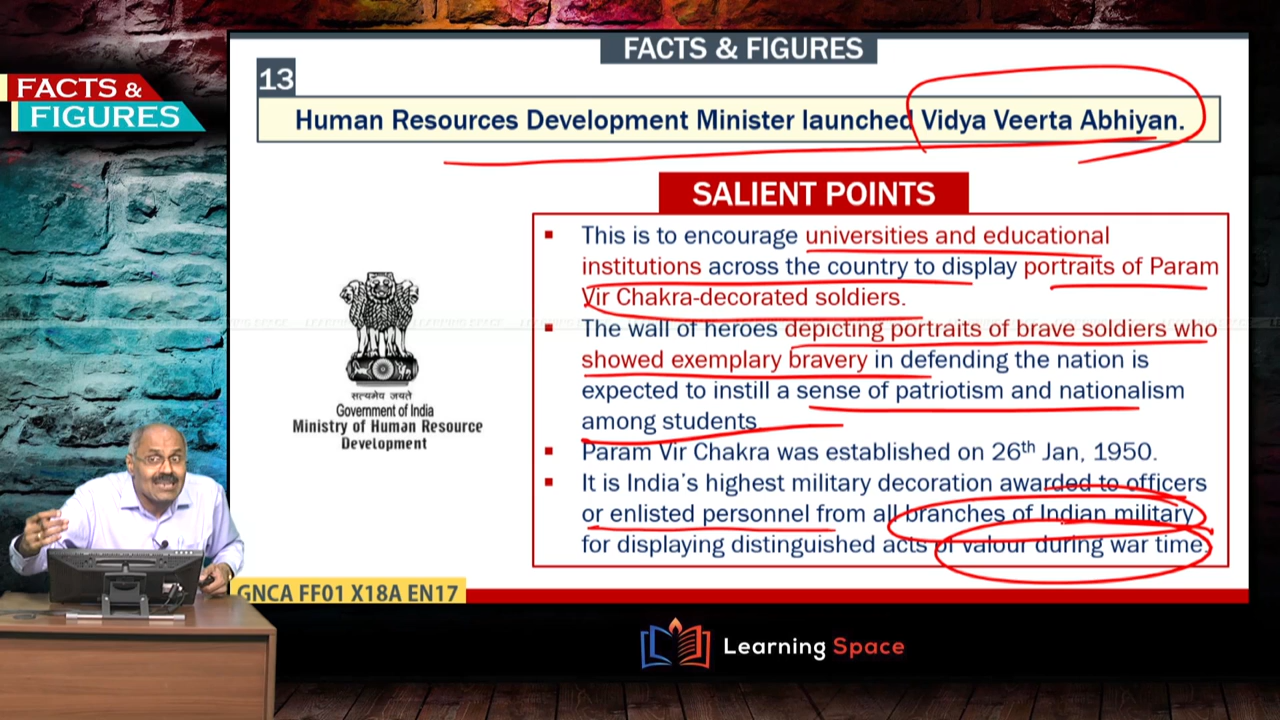 FACTS & FIGURES
FACTS &
FIGURES
13
Human Resources Development Minister launched Vidya Veerta Abhiyan.
SALIENT POINTS
▪ This is to encourage universities and educational
institutions across the country to display portraits of Param
Vir Chakra-decorated soldiers.
▪ The wall of heroes depicting portraits of brave soldiers who
showed exemplary bravery in defending the nation is
expected to instill a sense of patriotism and nationalism
among students.
▪ Param Vir Chakra was established on 26th Jan, 1950.
▪ It is India's highest military decoration awarded to officers
or enlisted personnel from all branches of Indian military
for displaying distinguished acts of valour during war time.
सत्यमेव जयते
Government of India
Ministry of Human Resource
Development
GNCA FF01 X18A EN17
Learning Space